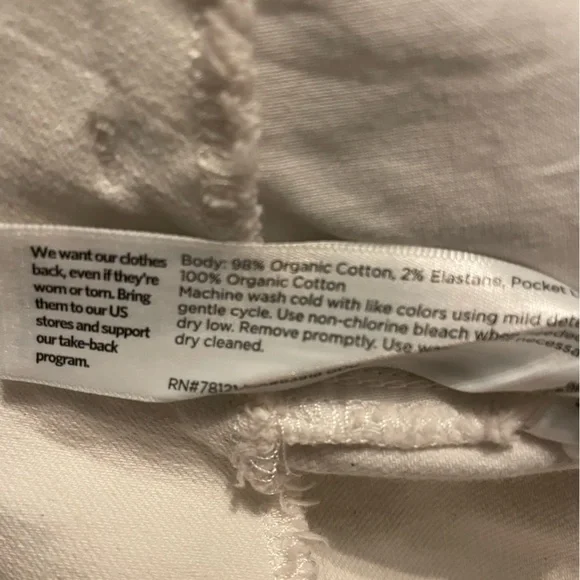 We want our clothes
back, even if they're
worn or torn. Bring
them to our US
stores and support
our take-back
program.
Body: 98% Organic Cotton, 2% Elastane, Pocket
100% Organic Cotton
Machine wash cold with like colors using mild
gentle cycle. Use non-chlorine bleach
dry low. Remove promptly. Use
dry cleaned.